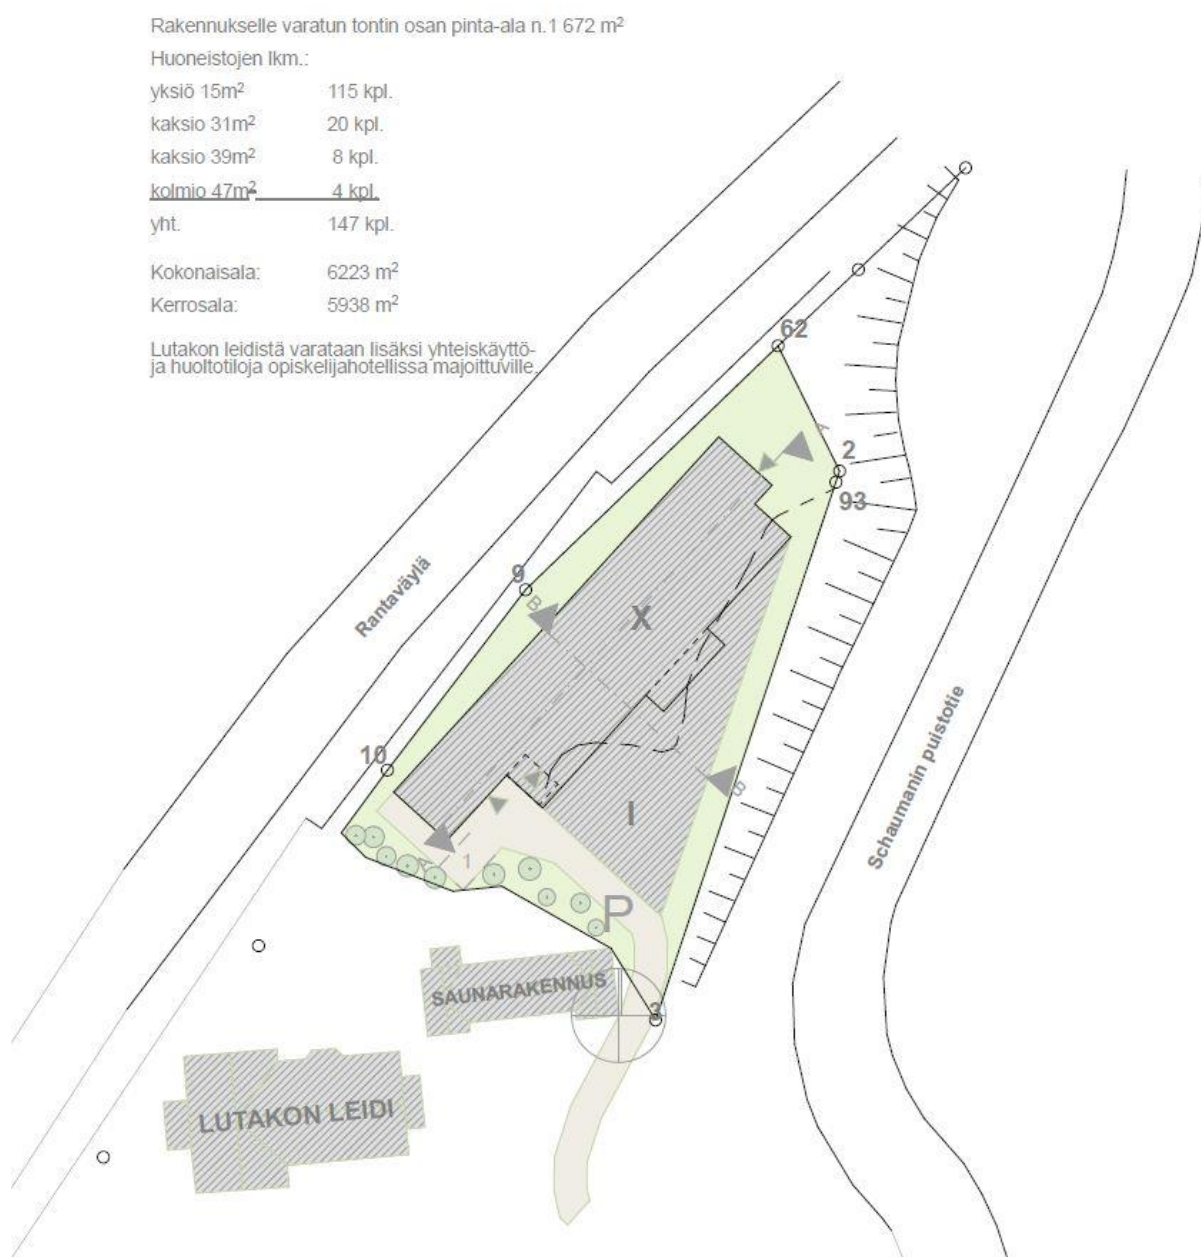 Rakennukselle varatun tontin osan pinta-ala n.1 672 m²
Huoneistojen lkm.:
yksiö 15m² 115 kpl.
kaksio 31m² 20 kpl.
kaksio 39m² 8 kpl.
kolmio 47m² 4 kpl.
yht. 147 kpl.
Kokonaisala: 6223 m²
Kerrosala: 5938 m²
Lutakon leidistä varataan lisäksi yhteiskäyttö-
ja huoltotiloja opiskelijahotellissa majoittuville.
62
A
2
93
9
B
Rantaväylä
X
10
B
I
A
1
Schaumanin puistotie
P
SAUNARAKENNUS
3
LUTAKON LEIDI